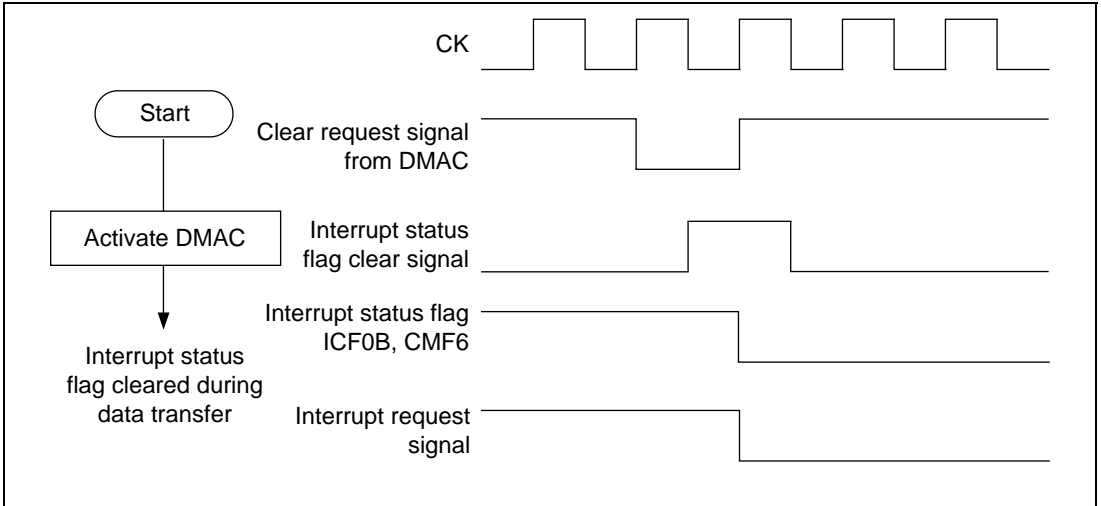 CK
Start
Clear request signal
from DMAC
Activate DMAC
Interrupt status
flag clear signal
Interrupt status flag
ICF0B, CMF6
Interrupt status
flag cleared during
data transfer
Interrupt request
signal